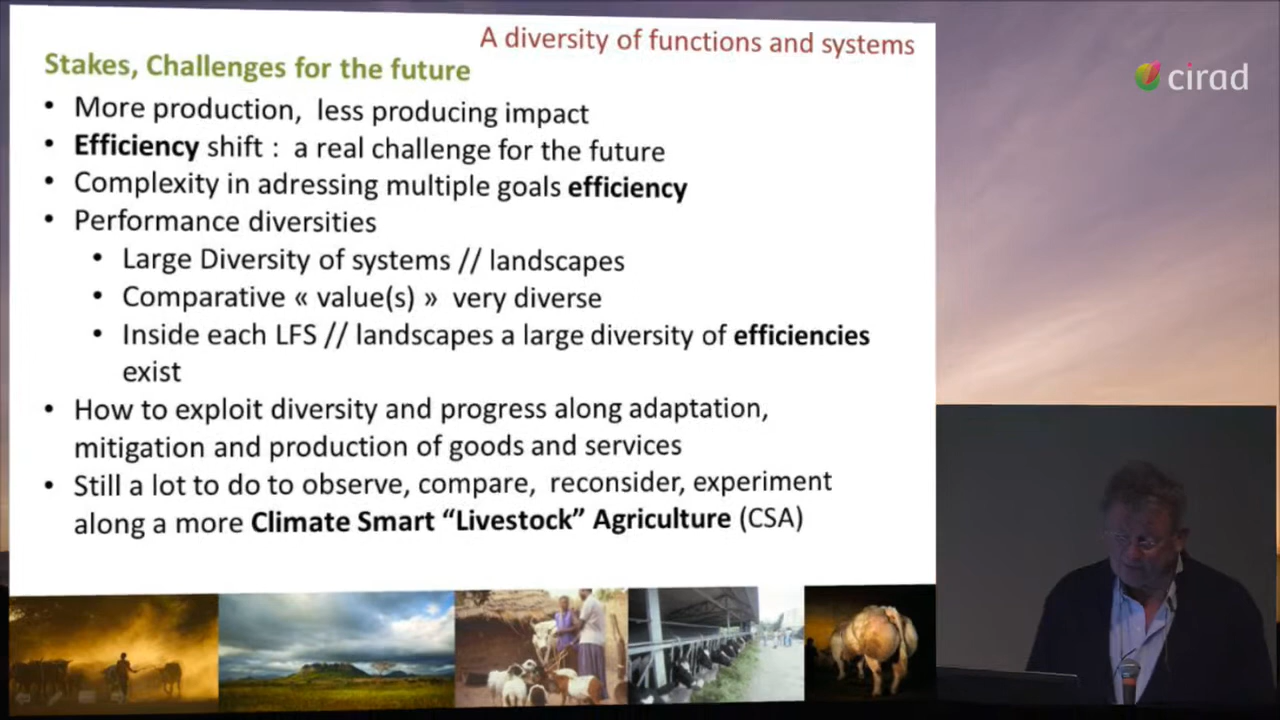 A diversity of functions and systems
Stakes, Challenges for the future
• More production, less producing impact
• Efficiency shift : a real challenge for the future
• Complexity in adressing multiple goals efficiency
• Performance diversities
• Large Diversity of systems // landscapes
• Comparative « value(s) » very diverse
• Inside each LFS // landscapes a large diversity of efficiencies
exist
• How to exploit diversity and progress along adaptation,
mitigation and production of goods and services
• Still a lot to do to observe, compare, reconsider, experiment
along a more Climate Smart “Livestock” Agriculture (CSA)
cirad